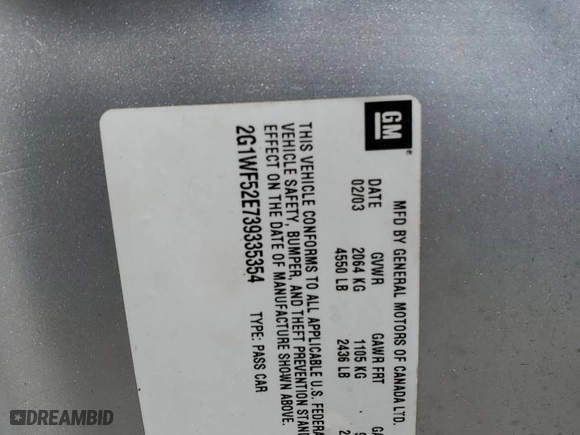 GM
MFD BY GENERAL MOTORS OF CANADA LTD.
DATE GVWR GAWR FRT
02/03 2064 KG 1105 KG
4550 LB 2436 LB
THIS VEHICLE CONFORMS TO ALL APPLICABLE U.S.
VEHICLE SAFETY, BUMPER, AND THEFT PREVENTION
EFFECT ON THE DATE OF MANUFACTURE SHOWN ABOVE.
2G1WF52E739335354 TYPE: PASS CAR
DREAMBID